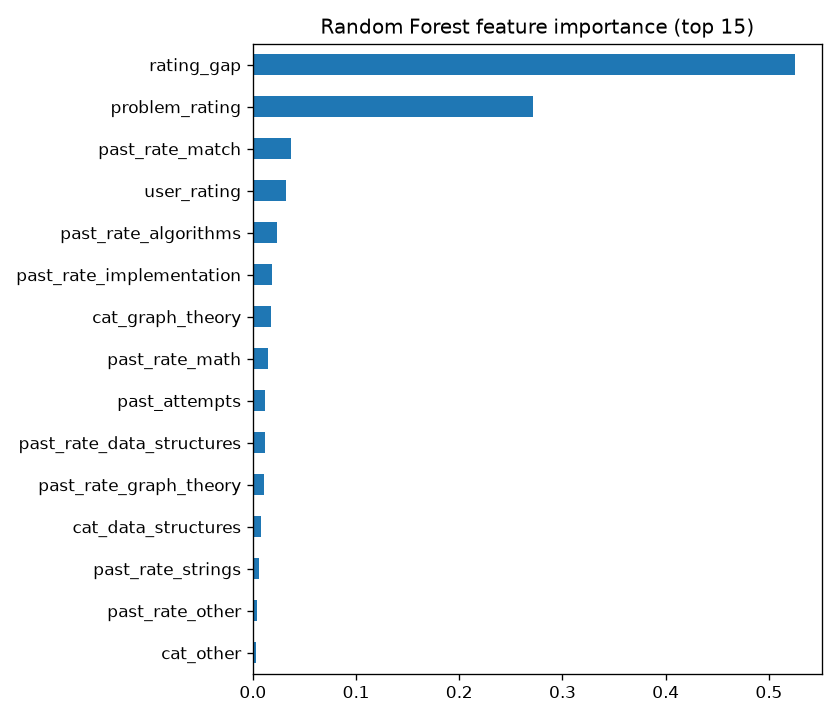 Random Forest feature importance (top 15)
rating_gap
problem_rating
past_rate_match
user_rating
past_rate_algorithms
past_rate_implementation
cat_graph_theory
past_rate_math
past_attempts
past_rate_data_structures
past_rate_graph_theory
cat_data_structures
past_rate_strings
past_rate_other
cat_other
0.0 0.1 0.2 0.3 0.4 0.5